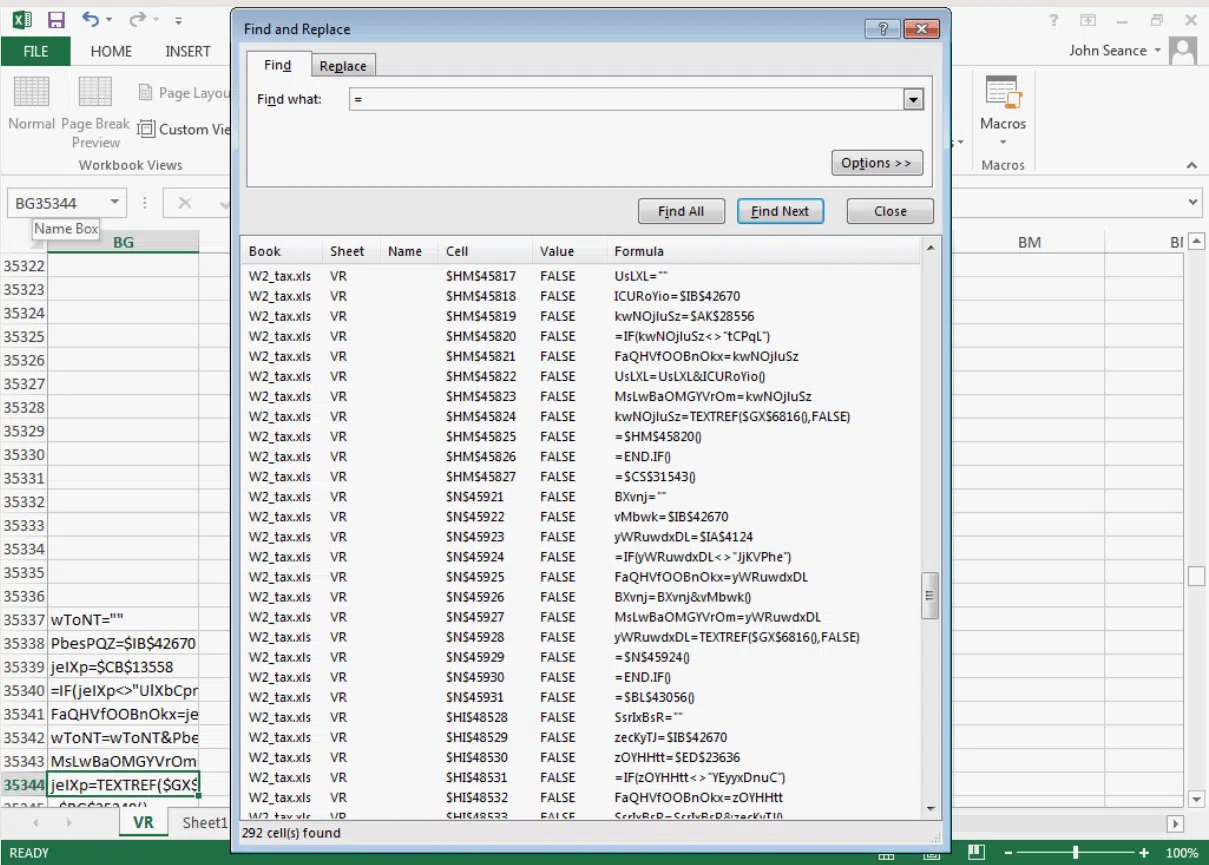 Find and Replace
FILE HOME INSERT
John Seance
Find Replace
Find what: =
Options >>
Find All Find Next Close
Normal Page Break Preview
Page Layou
Custom Vie
Workbook Views
Macros
Macros
BG35344
Name Box
BG BM
Book Sheet Name Cell Value Formula
W2_tax.xls VR $HM$45817 FALSE UsLXL=""
W2_tax.xls VR $HM$45818 FALSE ICURoYio=$IB$42670
W2_tax.xls VR $HM$45819 FALSE kwNOjIuSz=$AK$28556
W2_tax.xls VR $HM$45820 FALSE =IF(kwNOjIuSz<>"tCPqL")
W2_tax.xls VR $HM$45821 FALSE FaQHVfOOBnOkx=kwNOjIuSz
W2_tax.xls VR $HM$45822 FALSE UsLXL=UsLXL&ICURoYio()
W2_tax.xls VR $HM$45823 FALSE MsLwBaOMGYVrOm=kwNOjIuSz
W2_tax.xls VR $HM$45824 FALSE kwNOjIuSz=TEXTREF($GX$6816(),FALSE)
W2_tax.xls VR $HM$45825 FALSE =$HM$45820()
W2_tax.xls VR $HM$45826 FALSE =END.IF()
W2_tax.xls VR $HM$45827 FALSE =$CS$31543()
W2_tax.xls VR $N$45921 FALSE BXvnj=""
W2_tax.xls VR $N$45922 FALSE vMbwk=$IB$42670
W2_tax.xls VR $N$45923 FALSE yWRuwdxDL=$IA$4124
W2_tax.xls VR $N$45924 FALSE =IF(yWRuwdxDL<>"JjKVPhe")
W2_tax.xls VR $N$45925 FALSE FaQHVfOOBnOkx=yWRuwdxDL
W2_tax.xls VR $N$45926 FALSE BXvnj=BXvnj&vMbwk()
W2_tax.xls VR $N$45927 FALSE MsLwBaOMGYVrOm=yWRuwdxDL
W2_tax.xls VR $N$45928 FALSE yWRuwdxDL=TEXTREF($GX$6816(),FALSE)
W2_tax.xls VR $N$45929 FALSE =$N$45924()
W2_tax.xls VR $N$45930 FALSE =END.IF()
W2_tax.xls VR $N$45931 FALSE =$BL$43056()
W2_tax.xls VR $HI$48528 FALSE SsrIxBsR=""
W2_tax.xls VR $HI$48529 FALSE zecKyTJ=$IB$42670
W2_tax.xls VR $HI$48530 FALSE zOYHHtt=$ED$23636
W2_tax.xls VR $HI$48531 FALSE =IF(zOYHHtt<>"YEyyxDnuC")
W2_tax.xls VR $HI$48532 FALSE FaQHVfOOBnOkx=zOYHHtt
W2_tax.xls VR $HI$48533 FALSE SsrIxBsR=SsrIxBsR&zecKyTJ()
292 cell(s) found
35322
35323
35324
35325
35326
35327
35328
35329
35330
35331
35332
35333
35334
35335
35336
35337 wToNT=""
35338 PbesPQZ=$IB$42670
35339 jeIXp=$CB$13558
35340 =IF(jeIXp<>"UlXbCpr
35341 FaQHVfOOBnOkx=je
35342 wToNT=wToNT&Pbe
35343 MsLwBaOMGYVrOm
35344 jeIXp=TEXTREF($GX$
35345 =$BG$35340()
VR Sheet1
READY 100%